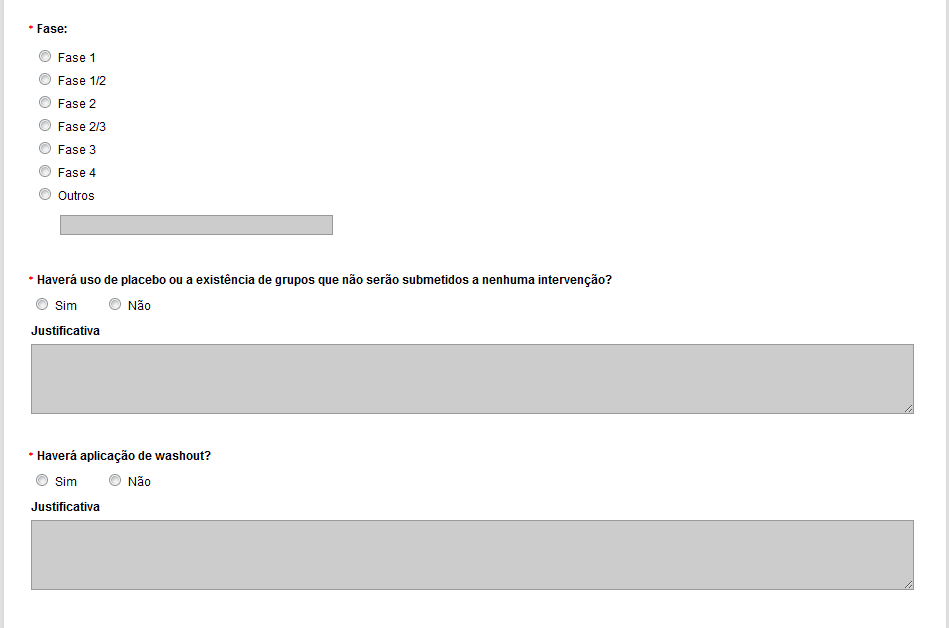 * Fase:
Fase 1
Fase 1/2
Fase 2
Fase 2/3
Fase 3
Fase 4
Outros
* Haverá uso de placebo ou a existência de grupos que não serão submetidos a nenhuma intervenção?
Sim Não
Justificativa
* Haverá aplicação de washout?
Sim Não
Justificativa